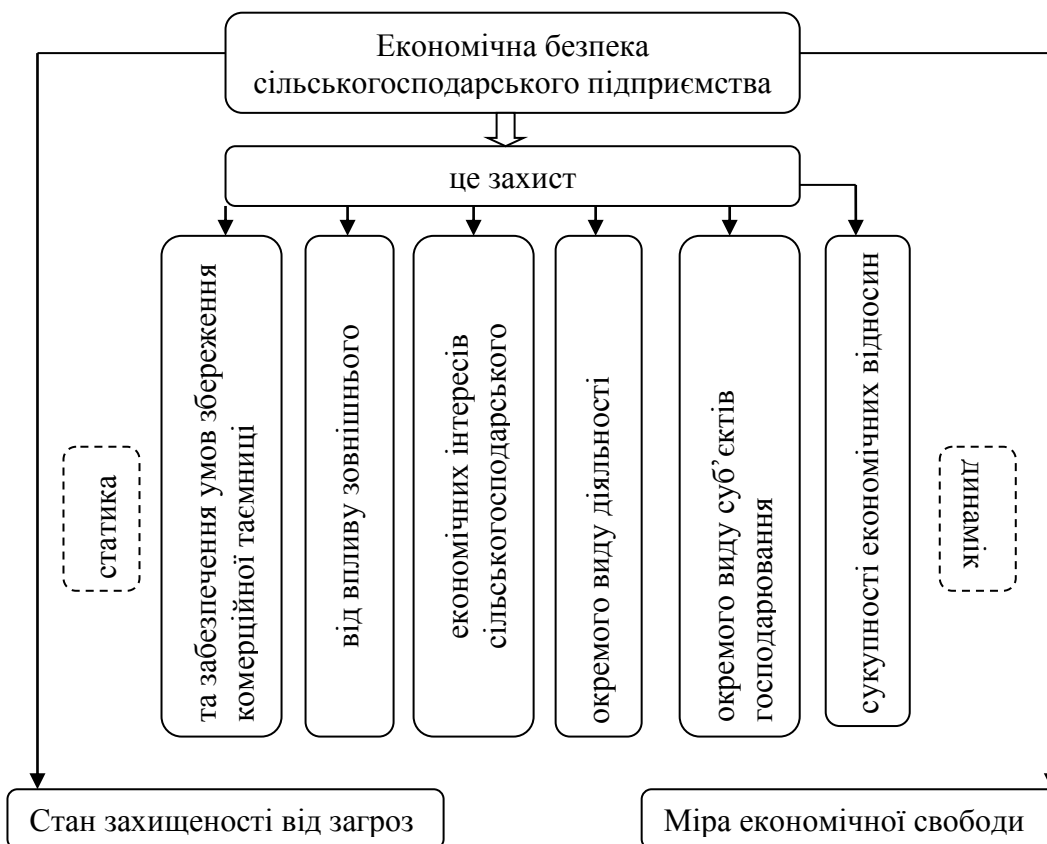 Економічна безпека
сільськогосподарського підприємства
це захист
та забезпечення умов збереження
комерційної таємниці
від впливу зовнішнього
економічних інтересів
сільськогосподарського
окремого виду діяльності
окремого виду суб’єктів
господарювання
сукупності економічних відносин
статика
динамік
Стан захищеності від загроз
Міра економічної свободи